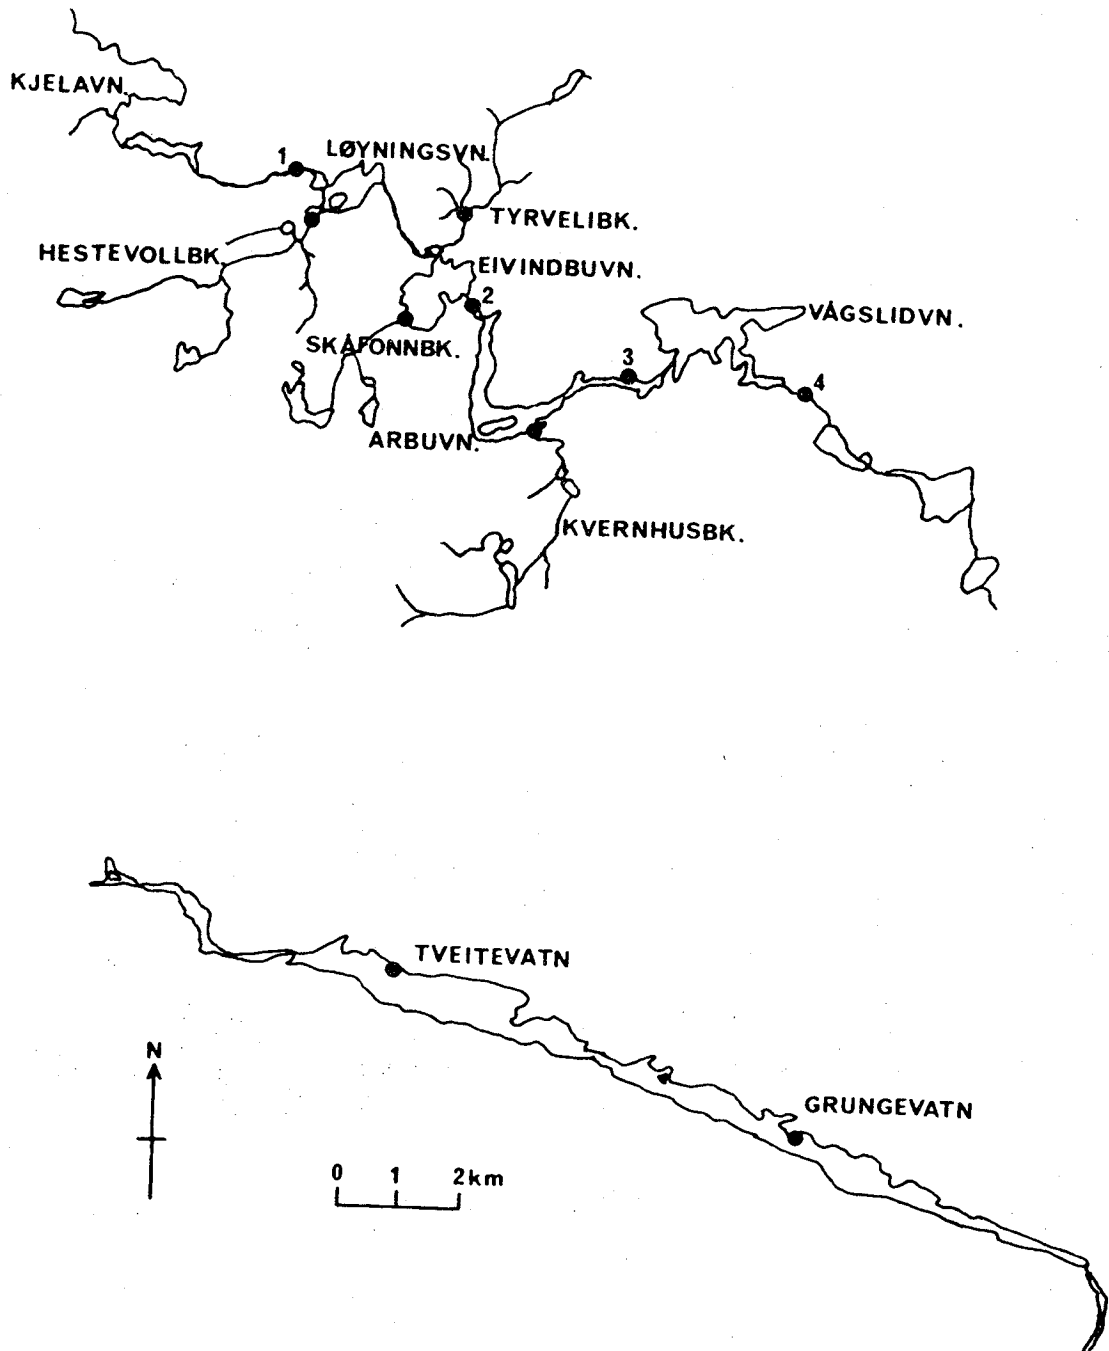 KJELAVN.
1
LØYNINGSVN.
TYRVELIBK.
HESTEVOLLBK.
EIVINDBUVN.
2
VÅGSLIDVN.
SKÅFONNBK.
3
4
ARBUVN.
KVERNHUSBK.
TVEITEVATN
N
GRUNGEVATN
0 1 2km